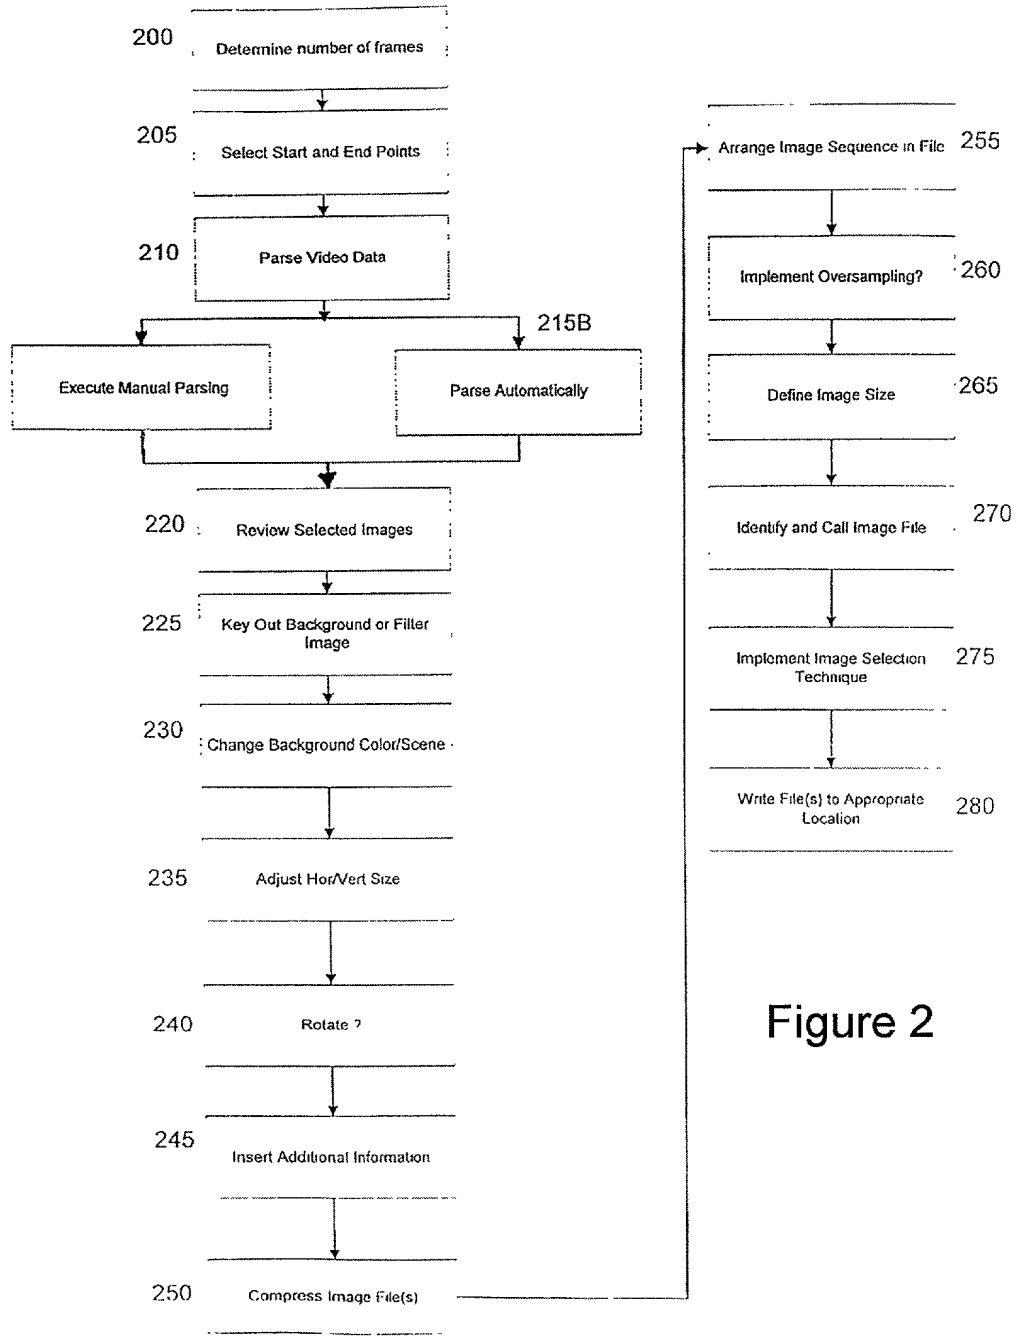 200
Determine number of frames
205
Select Start and End Points
210
Parse Video Data
215B
Execute Manual Parsing
Parse Automatically
220
Review Selected Images
225
Key Out Background or Filler
Image
230
Change Background Color/Scene
235
Adjust Hor/Vert Size
240
Rotate ?
245
Insert Additional Information
250
Compress Image File(s)
Arrange Image Sequence in File
255
Implement Oversampling?
260
Define Image Size
265
Identify and Call Image File
270
Implement Image Selection
Technique
275
Write File(s) to Appropriate
Location
280
Figure 2